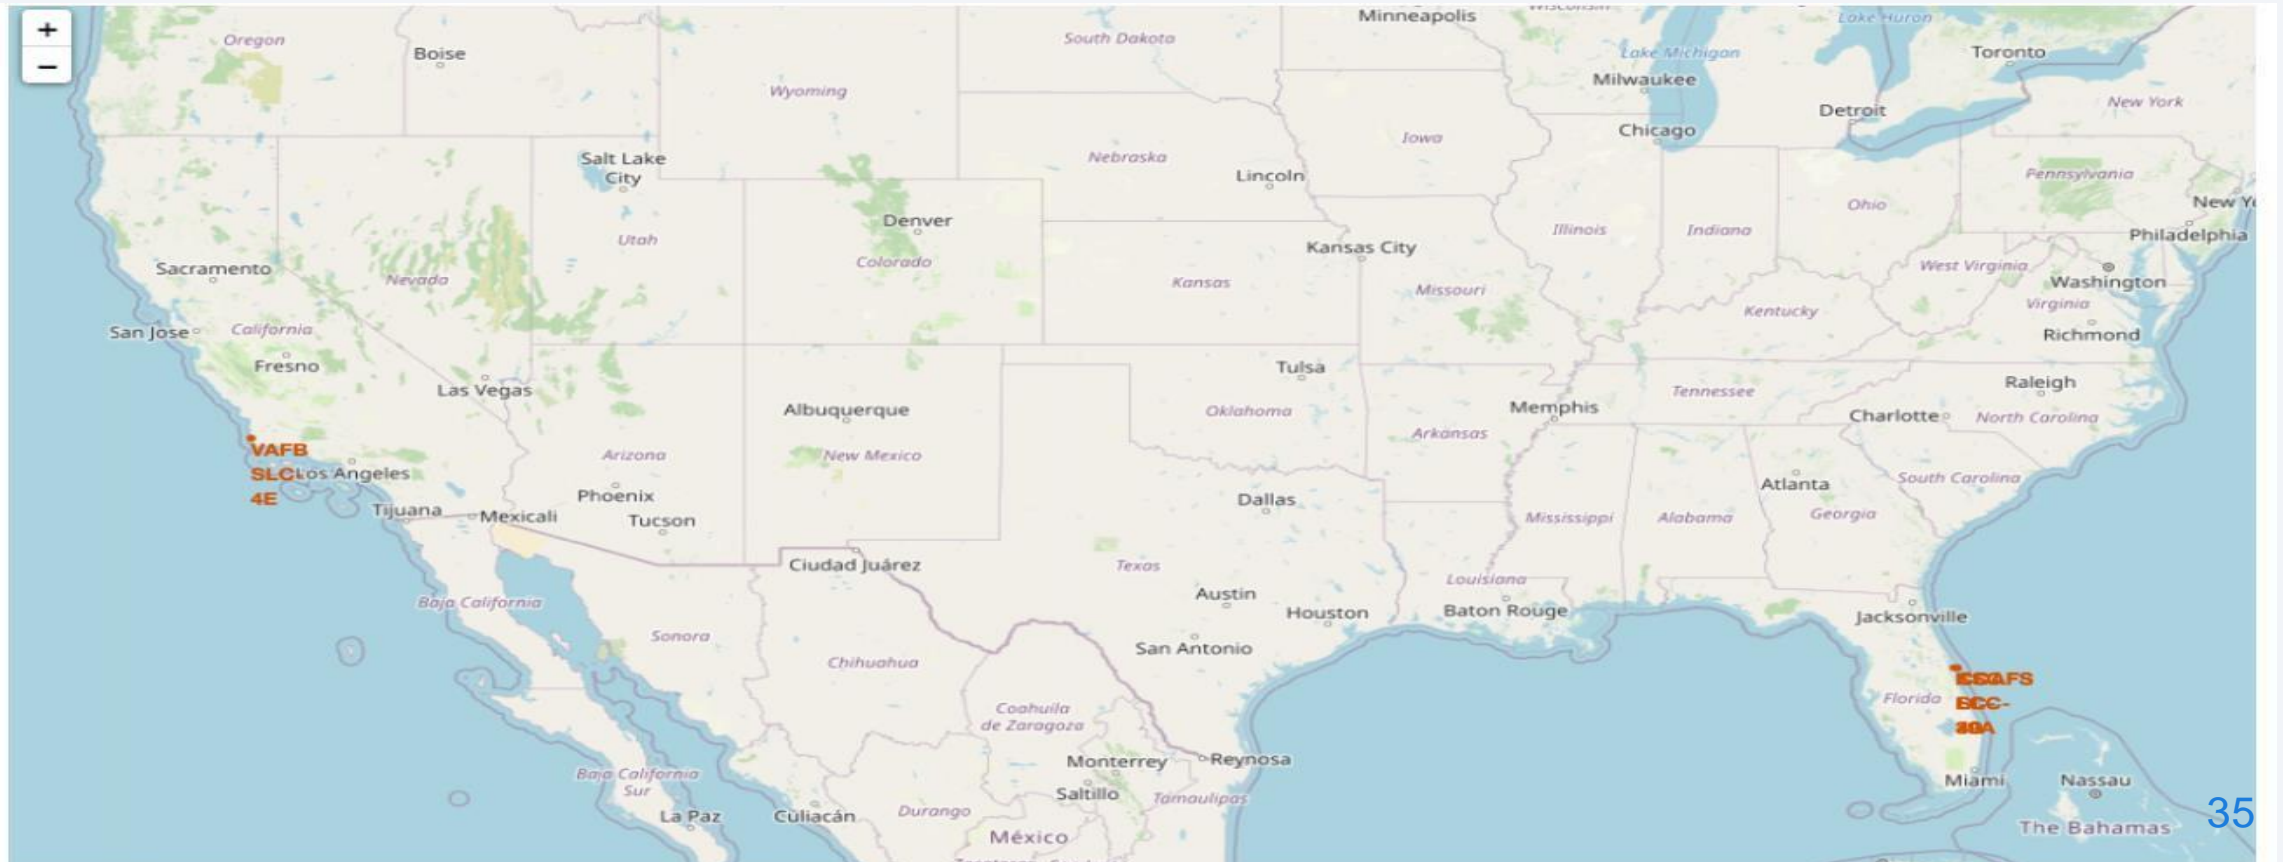 +
−
Oregon
Boise
South Dakota
Minneapolis
Wisconsin
Lake Michigan
Lake Huron
Toronto
Wyoming
Milwaukee
Detroit
New York
Iowa
Chicago
Salt Lake
City
Nebraska
Lincoln
Pennsylvania
Denver
Ohio
Utah
Illinois
Indiana
Philadelphia
Kansas City
Colorado
Sacramento
Nevada
Kansas
Missouri
West Virginia
Washington
Virginia
Kentucky
San Jose
California
Richmond
Fresno
Las Vegas
Tulsa
Tennessee
Raleigh
Albuquerque
Oklahoma
Memphis
Charlotte
North Carolina
Arkansas
VAFB
SLC
4E
Los Angeles
Arizona
New Mexico
Phoenix
Tucson
Dallas
Atlanta
South Carolina
Tijuana
Mexicali
Mississippi
Alabama
Georgia
Ciudad Juárez
Texas
Louisiana
Austin
Houston
Baton Rouge
Jacksonville
Baja California
Sonora
Chihuahua
San Antonio
Florida
Coahuila
de Zaragoza
Monterrey
Reynosa
Baja California
Sur
Saltillo
Tamaulipas
Miami
Nassau
La Paz
Culiacán
Durango
México
The Bahamas
35